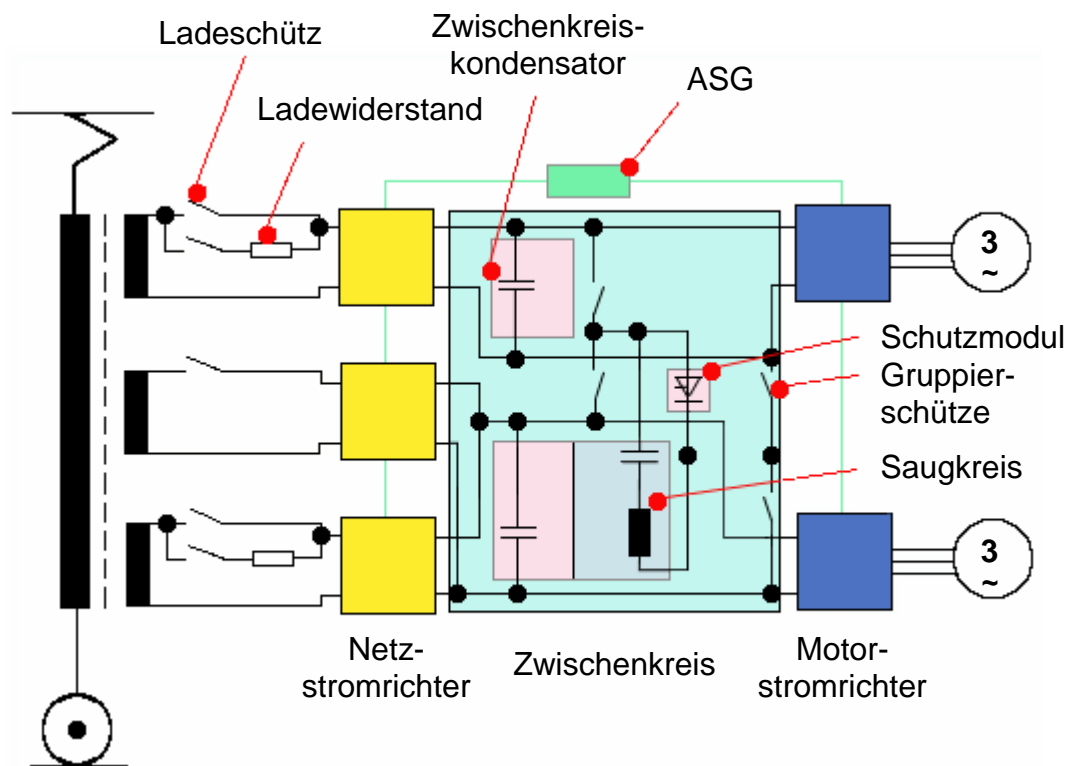 Ladeschütz
Zwischenkreis-
kondensator
ASG
Ladewiderstand
3
~
Schutzmodul
Gruppier-
schütze
Saugkreis
3
~
Netz-
stromrichter
Zwischenkreis
Motor-
stromrichter